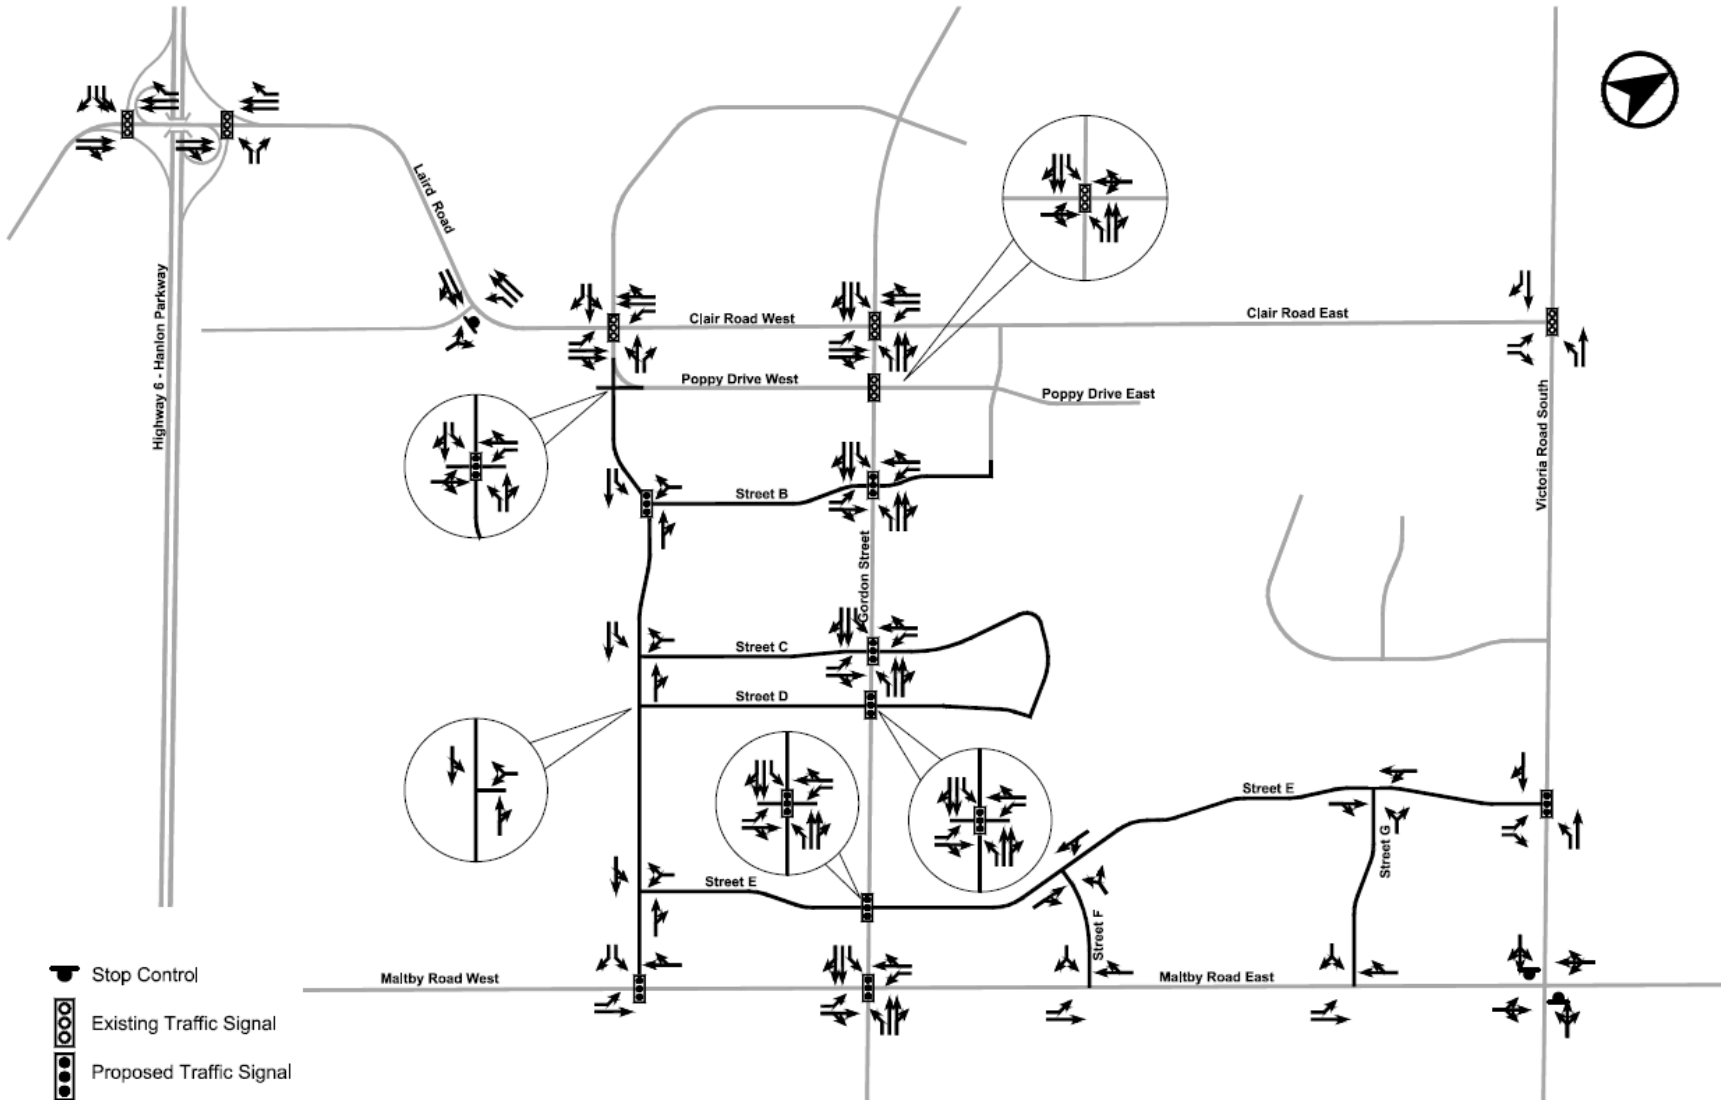 Laird Road
Highway 6 - Hanlon Parkway
Clair Road West
Clair Road East
Poppy Drive West
Poppy Drive East
Victoria Road South
Street B
Gordon Street
Street C
Street D
Street E
Street G
Street E
Street F
Maltby Road West
Maltby Road East
Stop Control
Existing Traffic Signal
Proposed Traffic Signal